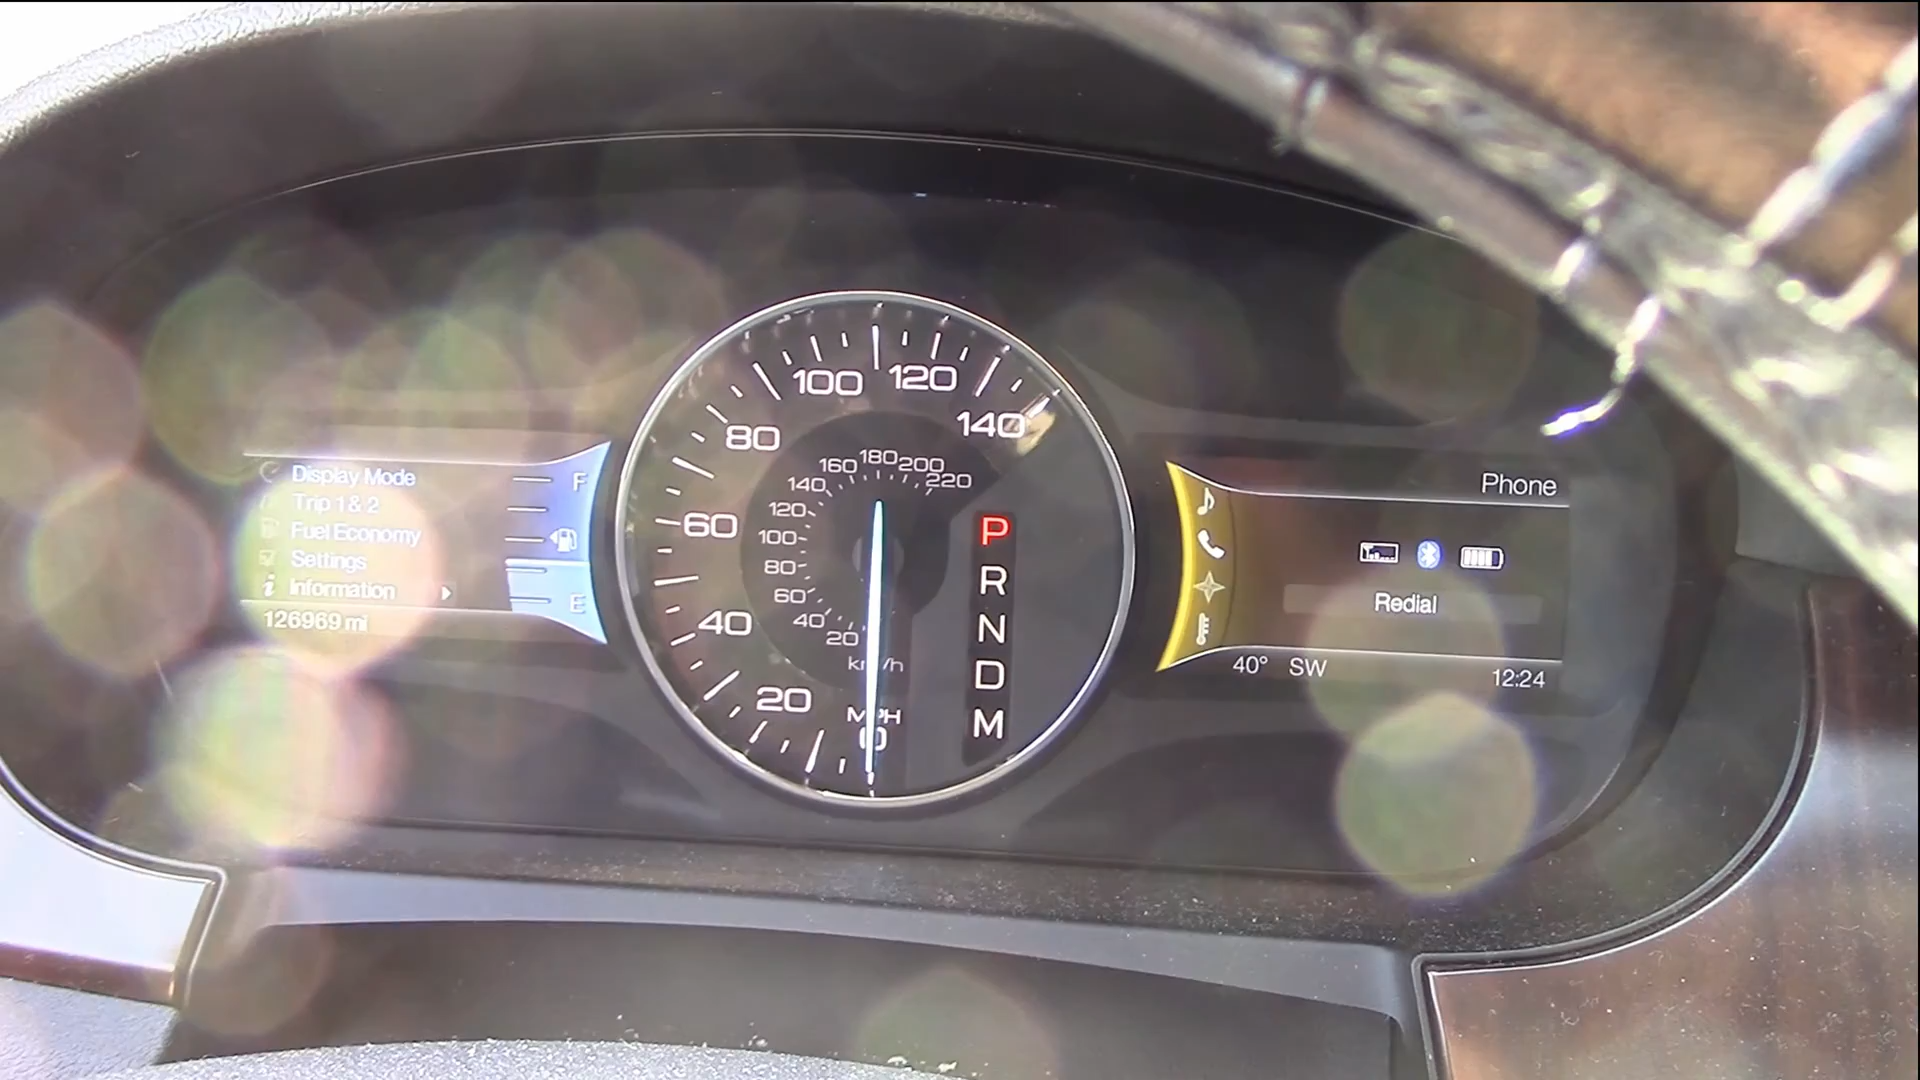 Display Mode
Trip 1 & 2
Fuel Economy
Settings
i Information
126969 mi
F
E
0
20
40
60
80
100
120
140
MPH
km/h
20
40
60
80
100
120
140
160
180
200
220
P
R
N
D
M
Phone
Redial
40° SW
12:24